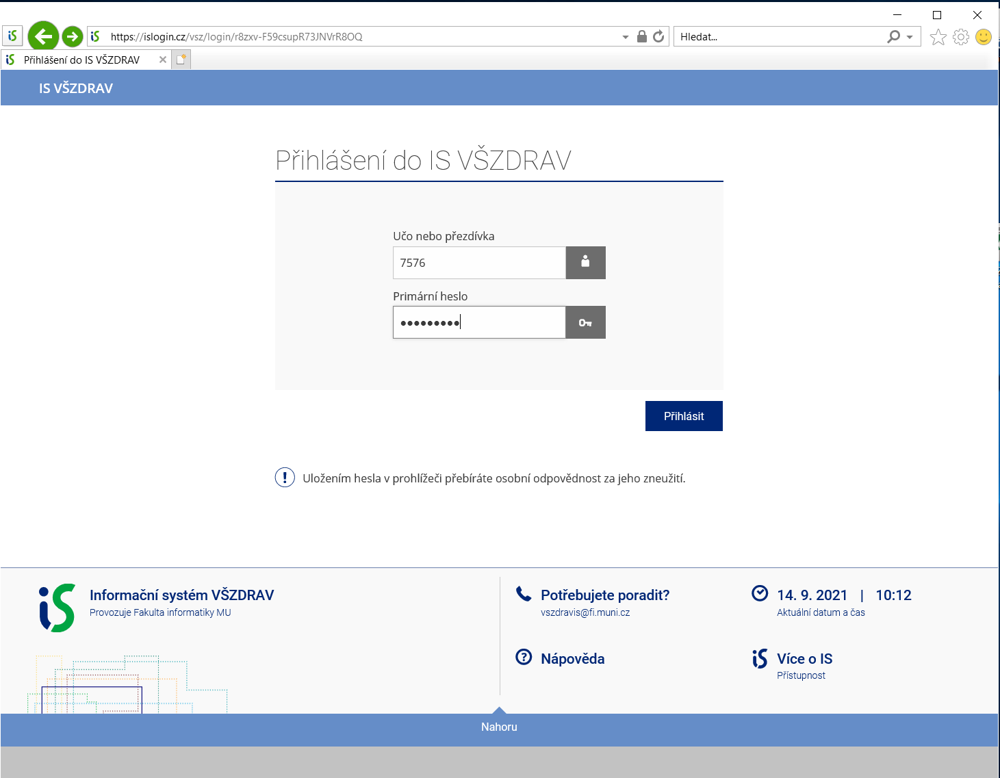 https://islogin.cz/vsz/login/r8zxv-F59csupR73JNVrR8OQ
Hledat...
Přihlášení do IS VŠZDRAV
IS VŠZDRAV
Přihlášení do IS VŠZDRAV
Učo nebo přezdívka
7576
Primární heslo
●●●●●●●●●
Přihlásit
Uložením hesla v prohlížeči přebíráte osobní odpovědnost za jeho zneužití.
Informační systém VŠZDRAV
Provozuje Fakulta informatiky MU
Potřebujete poradit?
vszdravis@fi.muni.cz
14. 9. 2021 | 10:12
Aktuální datum a čas
Nápověda
Více o IS
Přístupnost
Nahoru